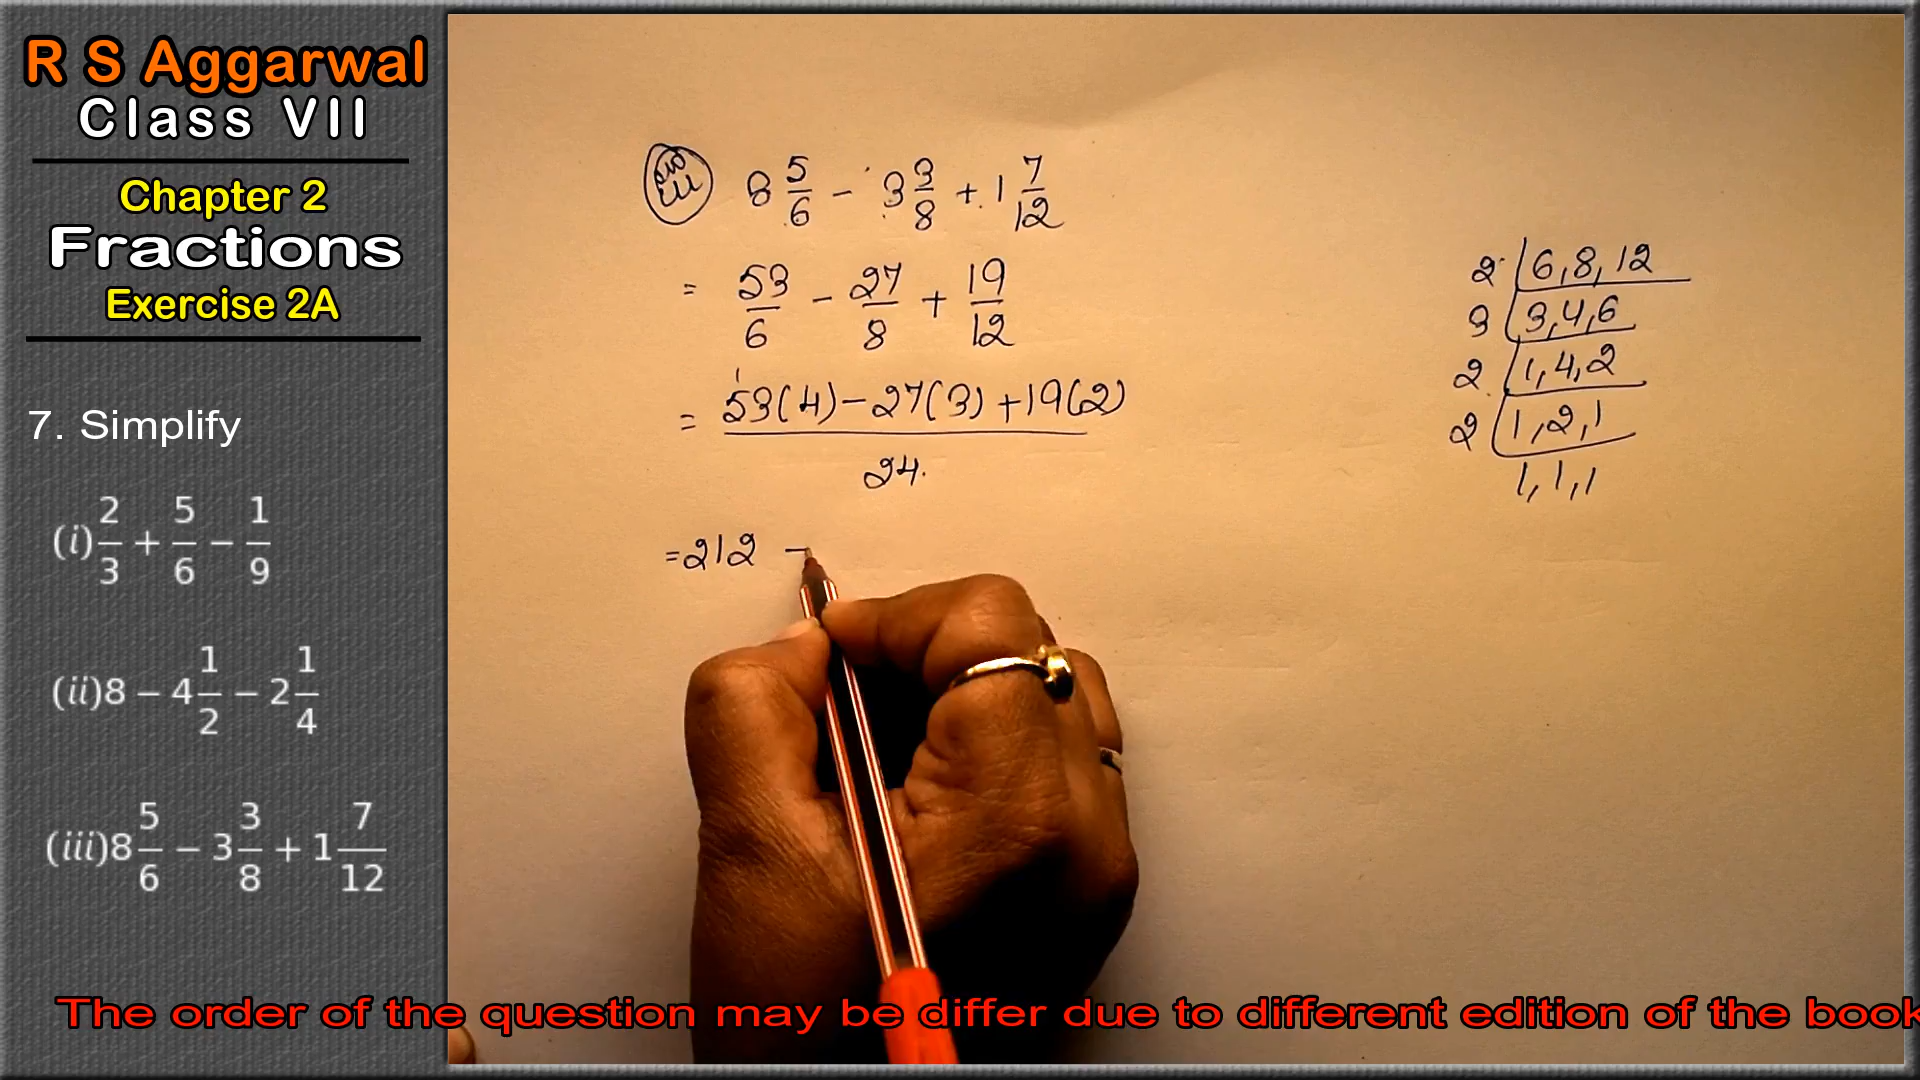 R S Aggarwal
Class VII
Chapter 2
Fractions
Exercise 2A
7. Simplify
(i) 2/3 + 5/6 − 1/9
(ii) 8 − 4 1/2 − 2 1/4
(iii) 8 5/6 − 3 3/8 + 1 7/12
8 5/6 − 3 3/8 + 1 7/12
= 53/6 − 27/8 + 19/12
= 53(4) − 27(3) + 19(2)
24.
= 212 −
2 | 6, 8, 12
3 | 3, 4, 6
2 | 1, 4, 2
2 | 1, 2, 1
1, 1, 1
The order of the question may be differ due to different edition of the book